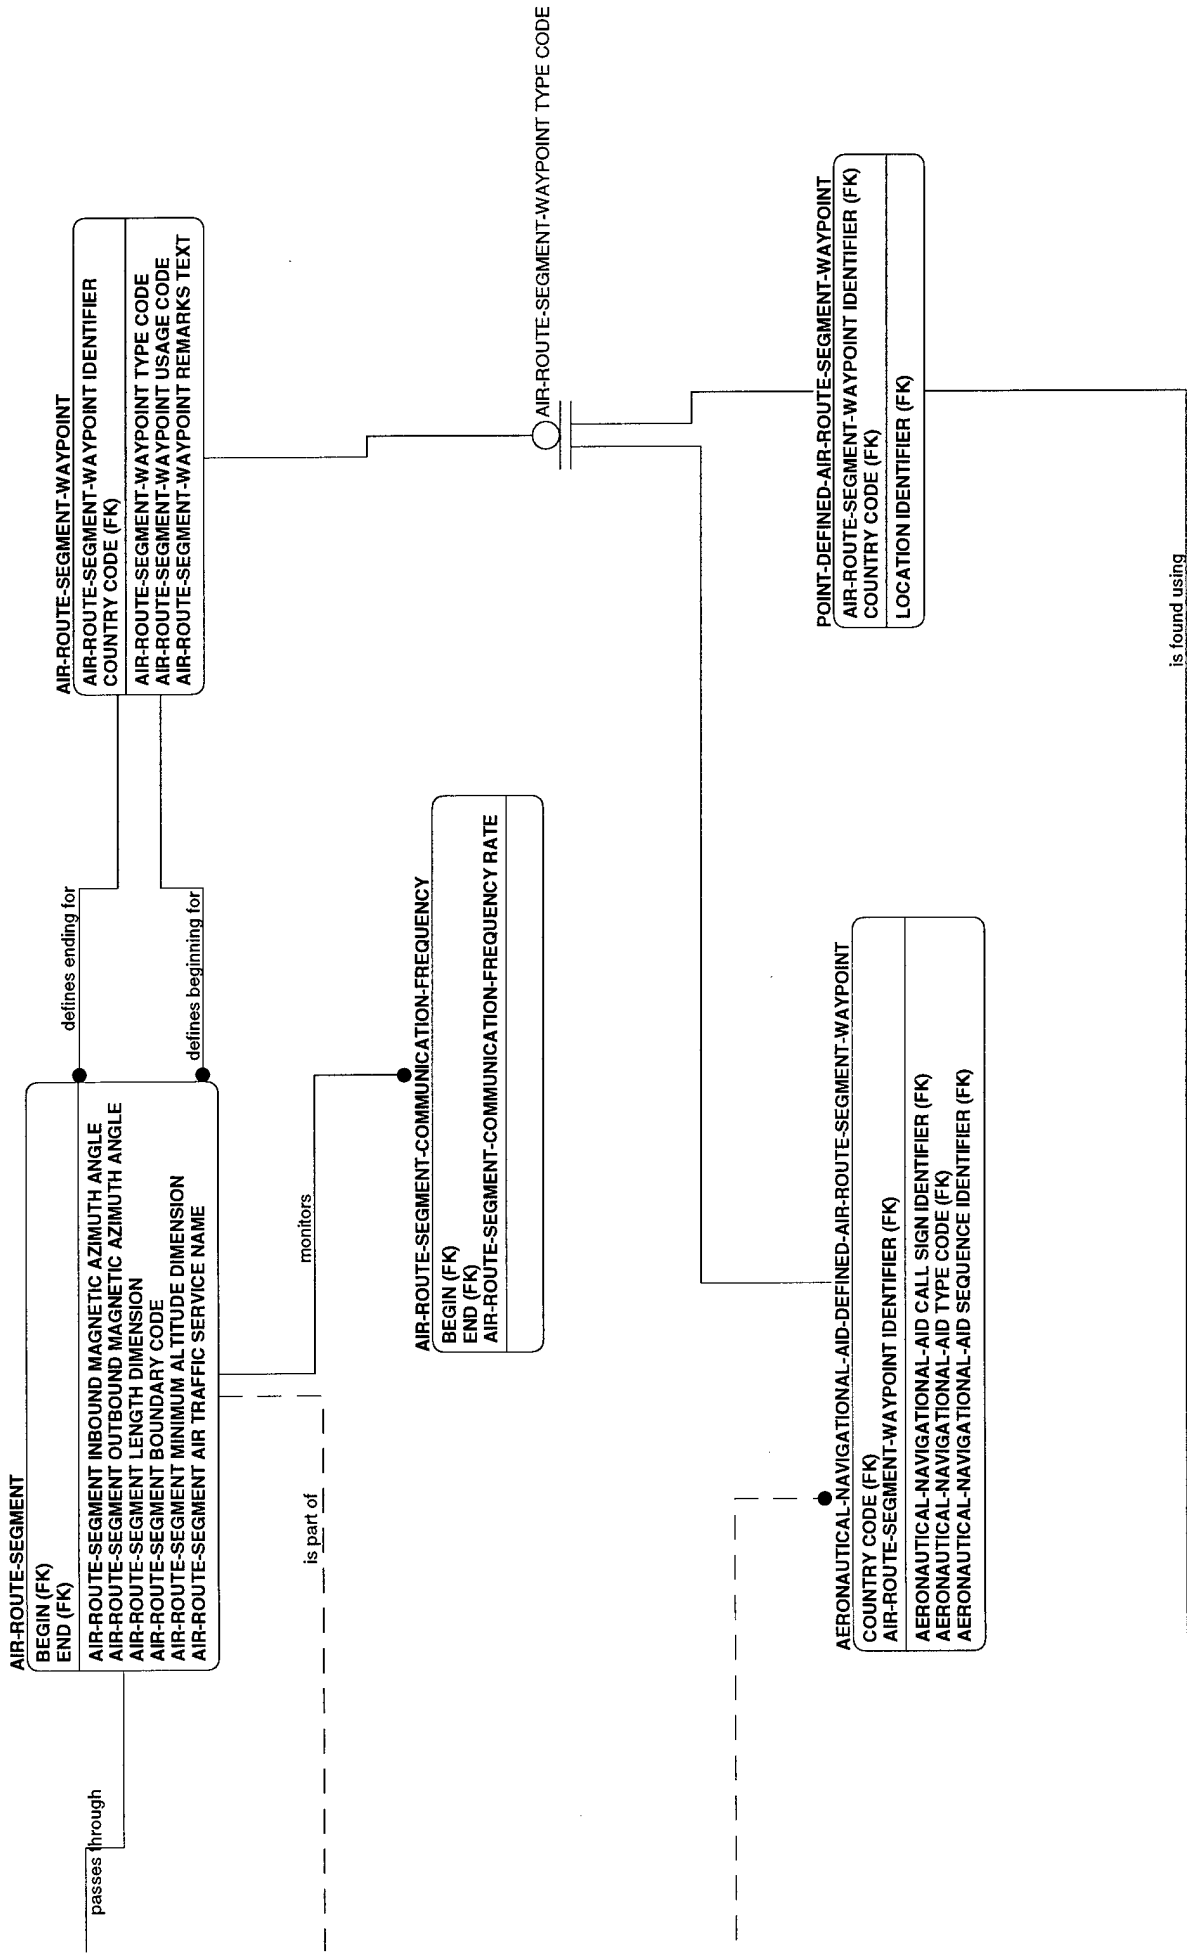 AIR-ROUTE-SEGMENT
BEGIN (FK)
END (FK)
AIR-ROUTE-SEGMENT INBOUND MAGNETIC AZIMUTH ANGLE
AIR-ROUTE-SEGMENT OUTBOUND MAGNETIC AZIMUTH ANGLE
AIR-ROUTE-SEGMENT LENGTH DIMENSION
AIR-ROUTE-SEGMENT BOUNDARY CODE
AIR-ROUTE-SEGMENT MINIMUM ALTITUDE DIMENSION
AIR-ROUTE-SEGMENT AIR TRAFFIC SERVICE NAME
passes through
defines ending for
defines beginning for
AIR-ROUTE-SEGMENT-WAYPOINT
AIR-ROUTE-SEGMENT-WAYPOINT IDENTIFIER
COUNTRY CODE (FK)
AIR-ROUTE-SEGMENT-WAYPOINT TYPE CODE
AIR-ROUTE-SEGMENT-WAYPOINT USAGE CODE
AIR-ROUTE-SEGMENT-WAYPOINT REMARKS TEXT
is part of
monitors
AIR-ROUTE-SEGMENT-COMMUNICATION-FREQUENCY
BEGIN (FK)
END (FK)
AIR-ROUTE-SEGMENT-COMMUNICATION-FREQUENCY RATE
AIR-ROUTE-SEGMENT-WAYPOINT TYPE CODE
AERONAUTICAL-NAVIGATIONAL-AID-DEFINED-AIR-ROUTE-SEGMENT-WAYPOINT
COUNTRY CODE (FK)
AIR-ROUTE-SEGMENT-WAYPOINT IDENTIFIER (FK)
AERONAUTICAL-NAVIGATIONAL-AID CALL SIGN IDENTIFIER (FK)
AERONAUTICAL-NAVIGATIONAL-AID TYPE CODE (FK)
AERONAUTICAL-NAVIGATIONAL-AID SEQUENCE IDENTIFIER (FK)
POINT-DEFINED-AIR-ROUTE-SEGMENT-WAYPOINT
AIR-ROUTE-SEGMENT-WAYPOINT IDENTIFIER (FK)
COUNTRY CODE (FK)
LOCATION IDENTIFIER (FK)
is found using